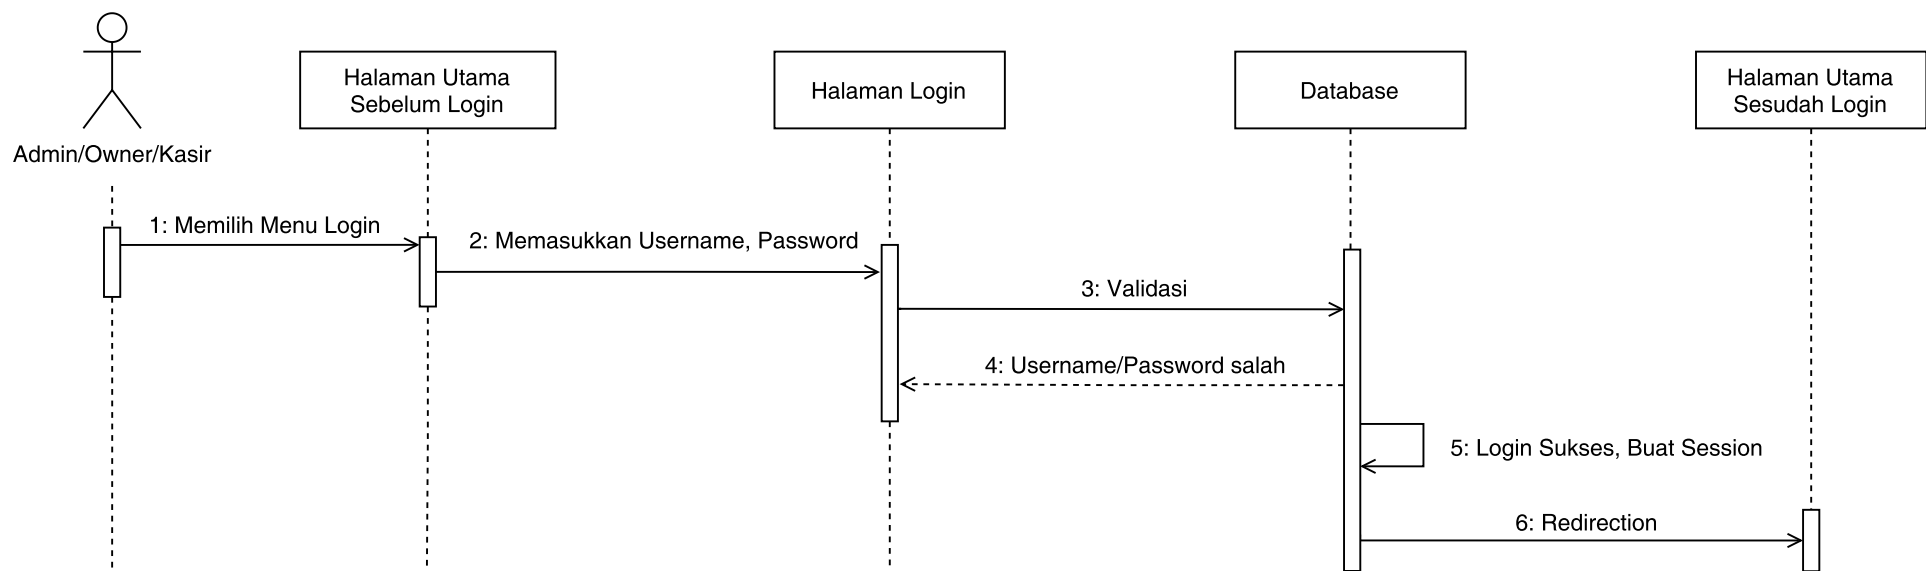 Halaman Utama
Sebelum Login
Halaman Login
Database
Halaman Utama
Sesudah Login
Admin/Owner/Kasir
1: Memilih Menu Login
2: Memasukkan Username, Password
3: Validasi
4: Username/Password salah
5: Login Sukses, Buat Session
6: Redirection